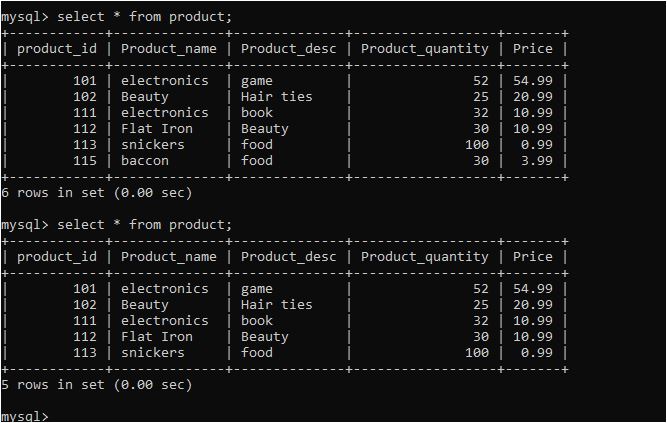 mysql> select * from product;
+------------+--------------+--------------+------------------+-------+
| product_id | Product_name | Product_desc | Product_quantity | Price |
+------------+--------------+--------------+------------------+-------+
|        101 | electronics  | game         |               52 | 54.99 |
|        102 | Beauty       | Hair ties    |               25 | 20.99 |
|        111 | electronics  | book         |               32 | 10.99 |
|        112 | Flat Iron    | Beauty       |               30 | 10.99 |
|        113 | snickers     | food         |              100 |  0.99 |
|        115 | baccon       | food         |               30 |  3.99 |
+------------+--------------+--------------+------------------+-------+
6 rows in set (0.00 sec)
mysql> select * from product;
+------------+--------------+--------------+------------------+-------+
| product_id | Product_name | Product_desc | Product_quantity | Price |
+------------+--------------+--------------+------------------+-------+
|        101 | electronics  | game         |               52 | 54.99 |
|        102 | Beauty       | Hair ties    |               25 | 20.99 |
|        111 | electronics  | book         |               32 | 10.99 |
|        112 | Flat Iron    | Beauty       |               30 | 10.99 |
|        113 | snickers     | food         |              100 |  0.99 |
+------------+--------------+--------------+------------------+-------+
5 rows in set (0.00 sec)
mysql>